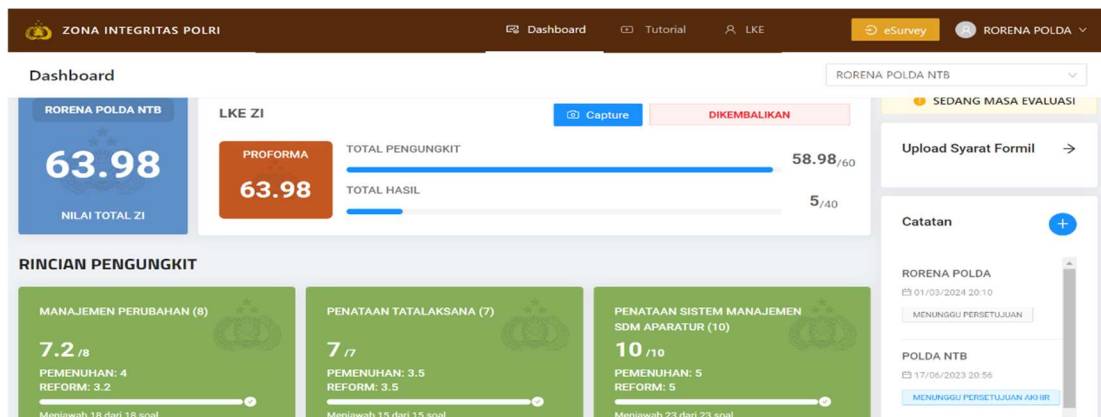 ZONA INTEGRITAS POLRI
Dashboard
Tutorial
LKE
eSurvey
RORENA POLDA
Dashboard
RORENA POLDA NTB
RORENA POLDA NTB
63.98
NILAI TOTAL ZI
LKE ZI
Capture
DIKEMBALIKAN
PROFORMA
63.98
TOTAL PENGUNGKIT
58.98/60
TOTAL HASIL
5/40
SEDANG MASA EVALUASI
Upload Syarat Formil
Catatan
RORENA POLDA
01/03/2024 20:10
MENUNGGU PERSETUJUAN
POLDA NTB
17/06/2023 20:56
MENUNGGU PERSETUJUAN AKHIR
RINCIAN PENGUNGKIT
MANAJEMEN PERUBAHAN (8)
7.2 /8
PEMENUHAN: 4
REFORM: 3.2
Menjawab 18 dari 18 soal
PENATAAN TATALAKSANA (7)
7 /7
PEMENUHAN: 3.5
REFORM: 3.5
Menjawab 15 dari 15 soal
PENATAAN SISTEM MANAJEMEN
SDM APARATUR (10)
10 /10
PEMENUHAN: 5
REFORM: 5
Menjawab 23 dari 23 soal